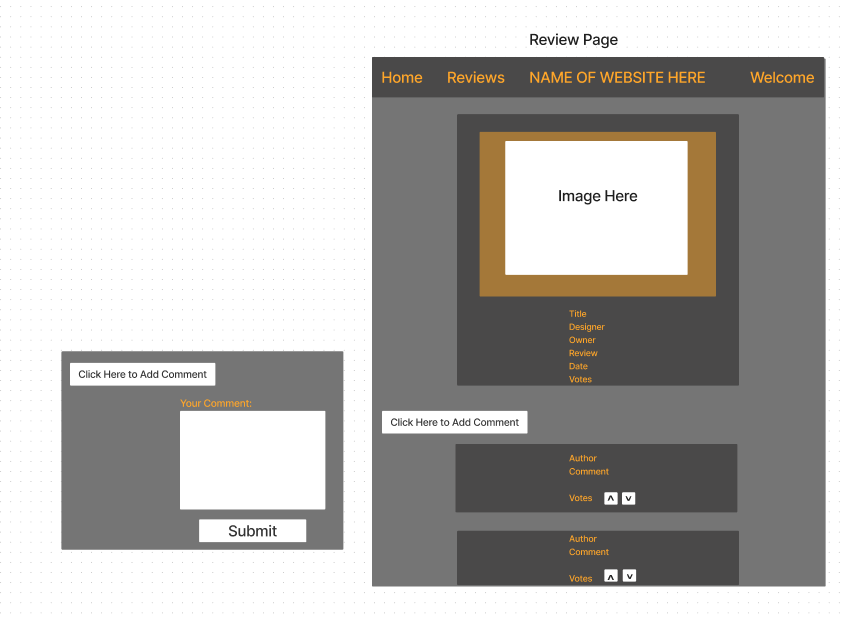 Review Page
Home Reviews NAME OF WEBSITE HERE Welcome
Image Here
Title
Designer
Owner
Review
Date
Votes
Click Here to Add Comment
Author
Comment
Votes ʌ v
Author
Comment
Votes ʌ v
Click Here to Add Comment
Your Comment:
Submit